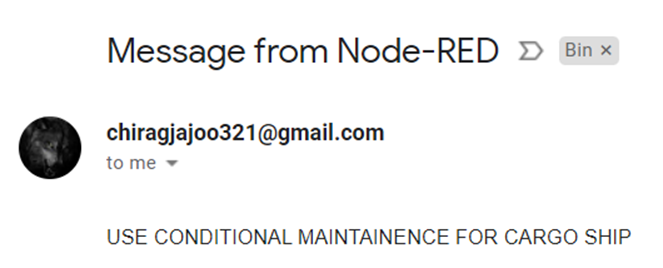 Message from Node-RED Bin ×
chiragjajoo321@gmail.com
to me
USE CONDITIONAL MAINTAINENCE FOR CARGO SHIP